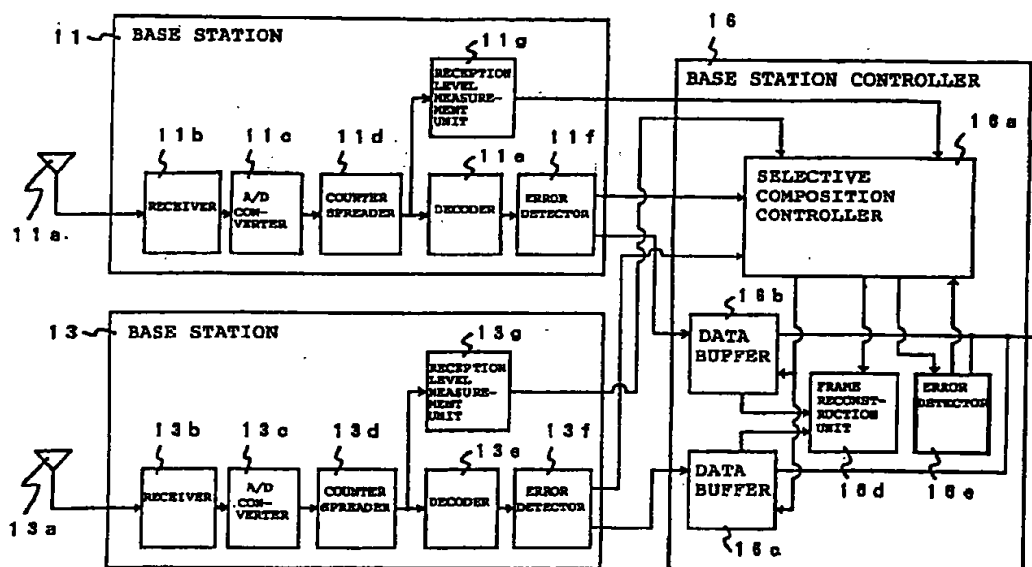 11
BASE STATION
11g
RECEPTION
LEVEL
MEASURE-
MENT
UNIT
11b
11c
11d
11e
11f
11a.
RECEIVER
A/D
CON-
VERTER
COUNTER
SPREADER
DECODER
ERROR
DETECTOR
13
BASE STATION
13g
RECEPTION
LEVEL
MEASURE-
MENT
UNIT
13b
13c
13d
13e
13f
13a
RECEIVER
A/D
CON-
VERTER
COUNTER
SPREADER
DECODER
ERROR
DETECTOR
16
BASE STATION CONTROLLER
16a
SELECTIVE
COMPOSITION
CONTROLLER
16b
DATA
BUFFER
FRAME
RECONST-
RUCTION
UNIT
16d
ERROR
DETECTOR
16e
DATA
BUFFER
16c